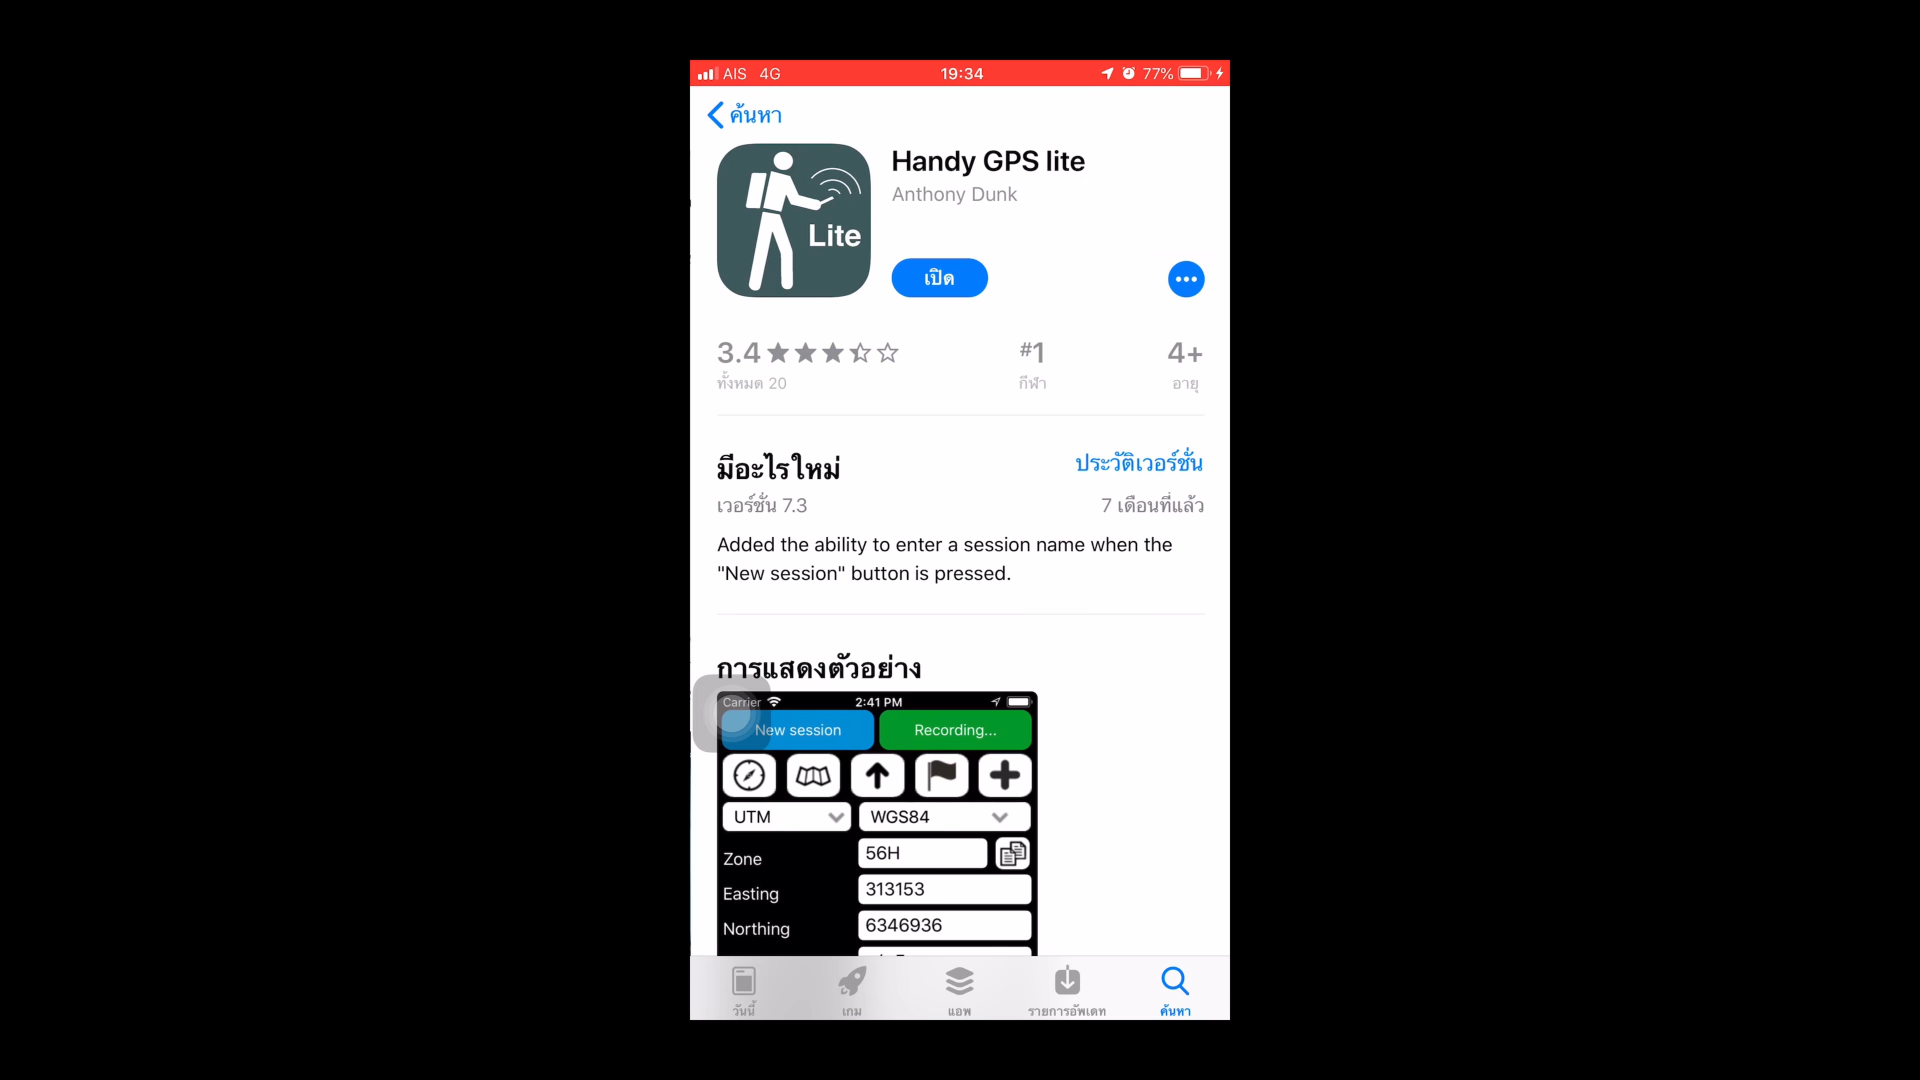 AIS 4G 19:34 77%
ค้นหา
Handy GPS lite
Anthony Dunk
Lite
เปิด
3.4 #1 4+
ทั้งหมด 20 กีฬา อายุ
มีอะไรใหม่ ประวัติเวอร์ชั่น
เวอร์ชั่น 7.3 7 เดือนที่แล้ว
Added the ability to enter a session name when the
"New session" button is pressed.
การแสดงตัวอย่าง
Carrier 2:41 PM
New session Recording...
UTM WGS84
Zone 56H
Easting 313153
Northing 6346936
วันนี้ เกม แอพ รายการอัพเดท ค้นหา